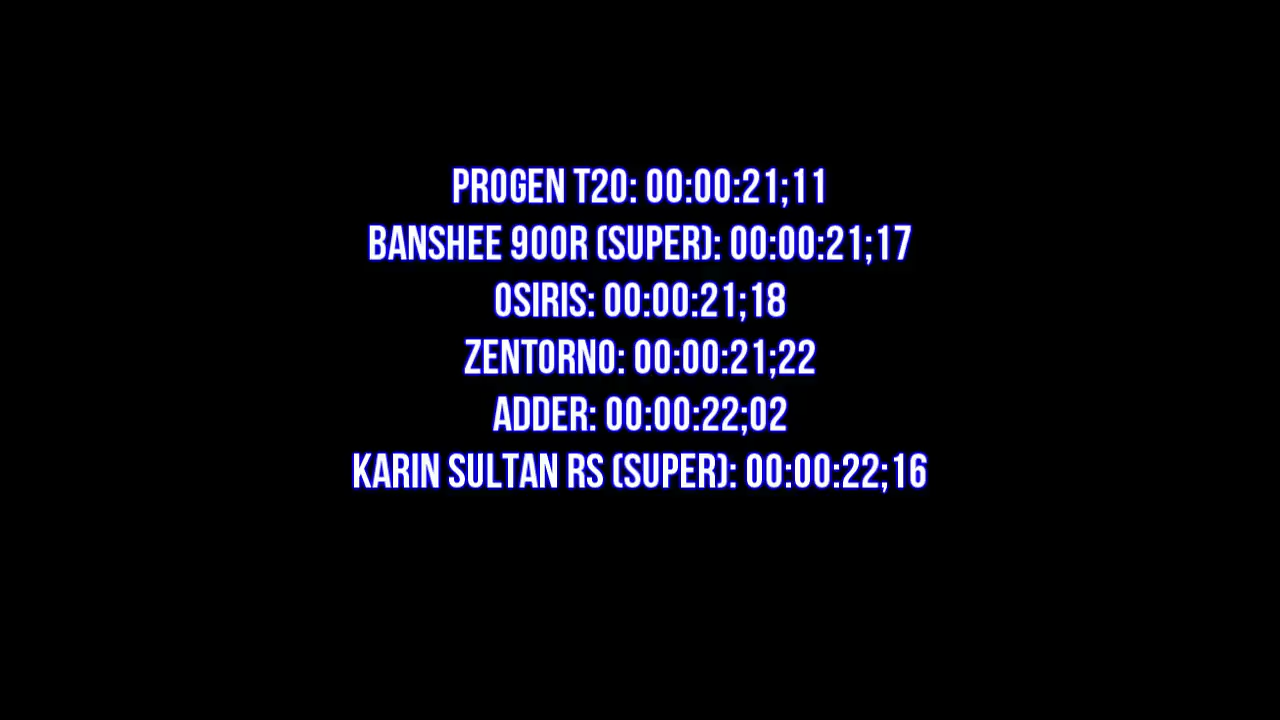 PROGEN T20: 00:00:21;11
BANSHEE 900R (SUPER): 00:00:21;17
OSIRIS: 00:00:21;18
ZENTORNO: 00:00:21;22
ADDER: 00:00:22;02
KARIN SULTAN RS (SUPER): 00:00:22;16